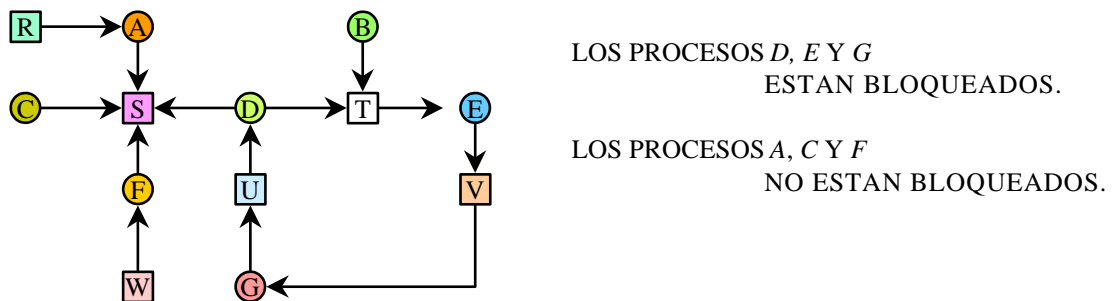 R A B
LOS PROCESOS D, E Y G
ESTAN BLOQUEADOS.
C S D T E
LOS PROCESOS A, C Y F
NO ESTAN BLOQUEADOS.
F U V
W G